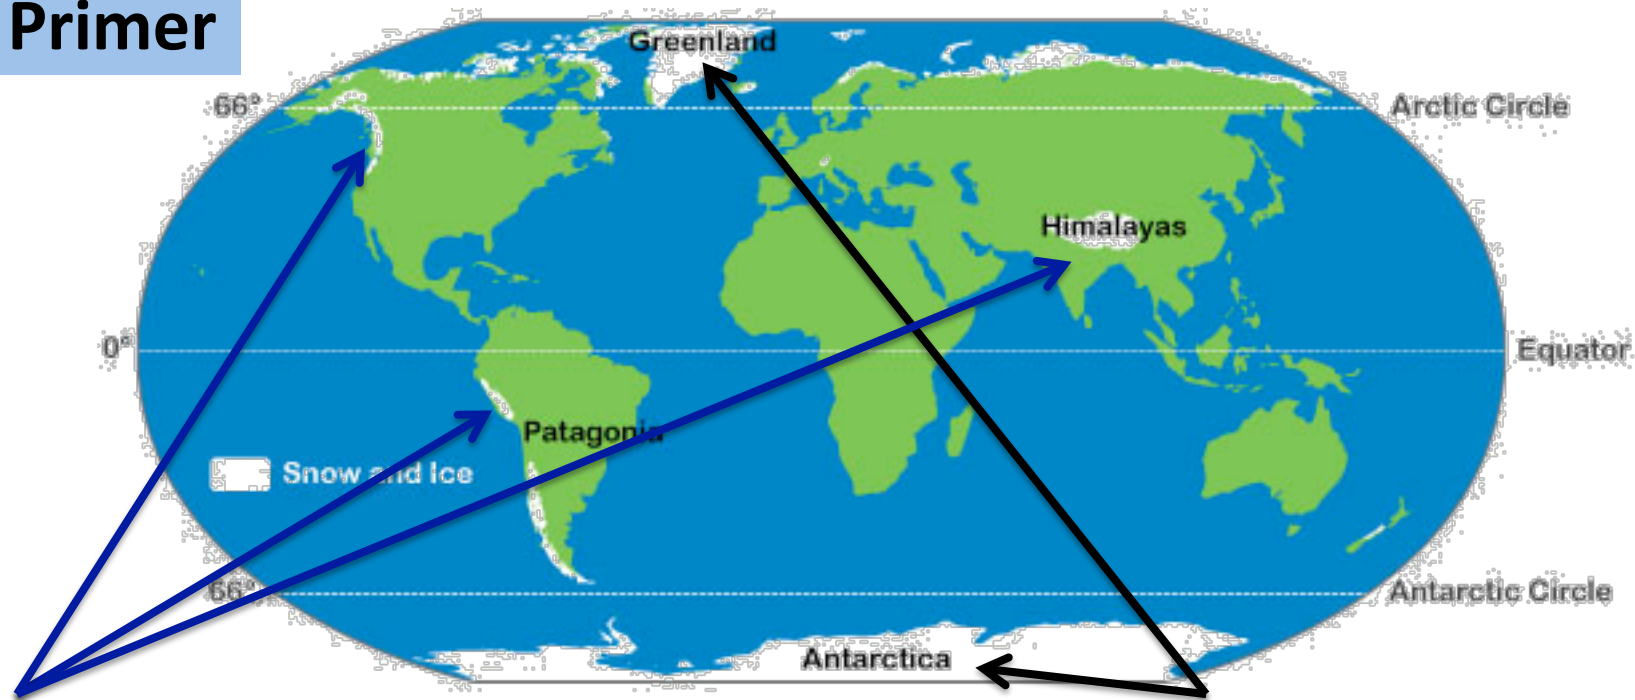 Primer
Greenland
66°
Arctic Circle
Himalayas
0°
Equator
Patagonia
Snow and Ice
66°
Antarctic Circle
Antarctica